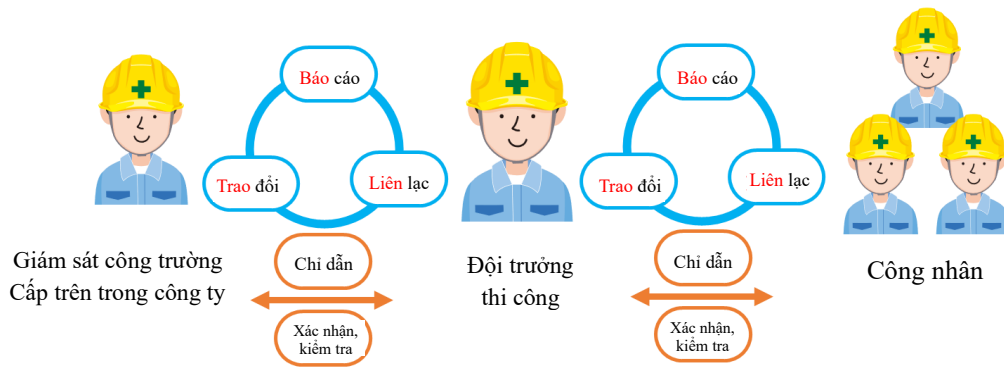 Báo cáo
Trao đổi
Liên lạc
Chỉ dẫn
Xác nhận,
kiểm tra
Giám sát công trường
Cấp trên trong công ty
Đội trưởng
thi công
Báo cáo
Trao đổi
Liên lạc
Chỉ dẫn
Xác nhận,
kiểm tra
Công nhân